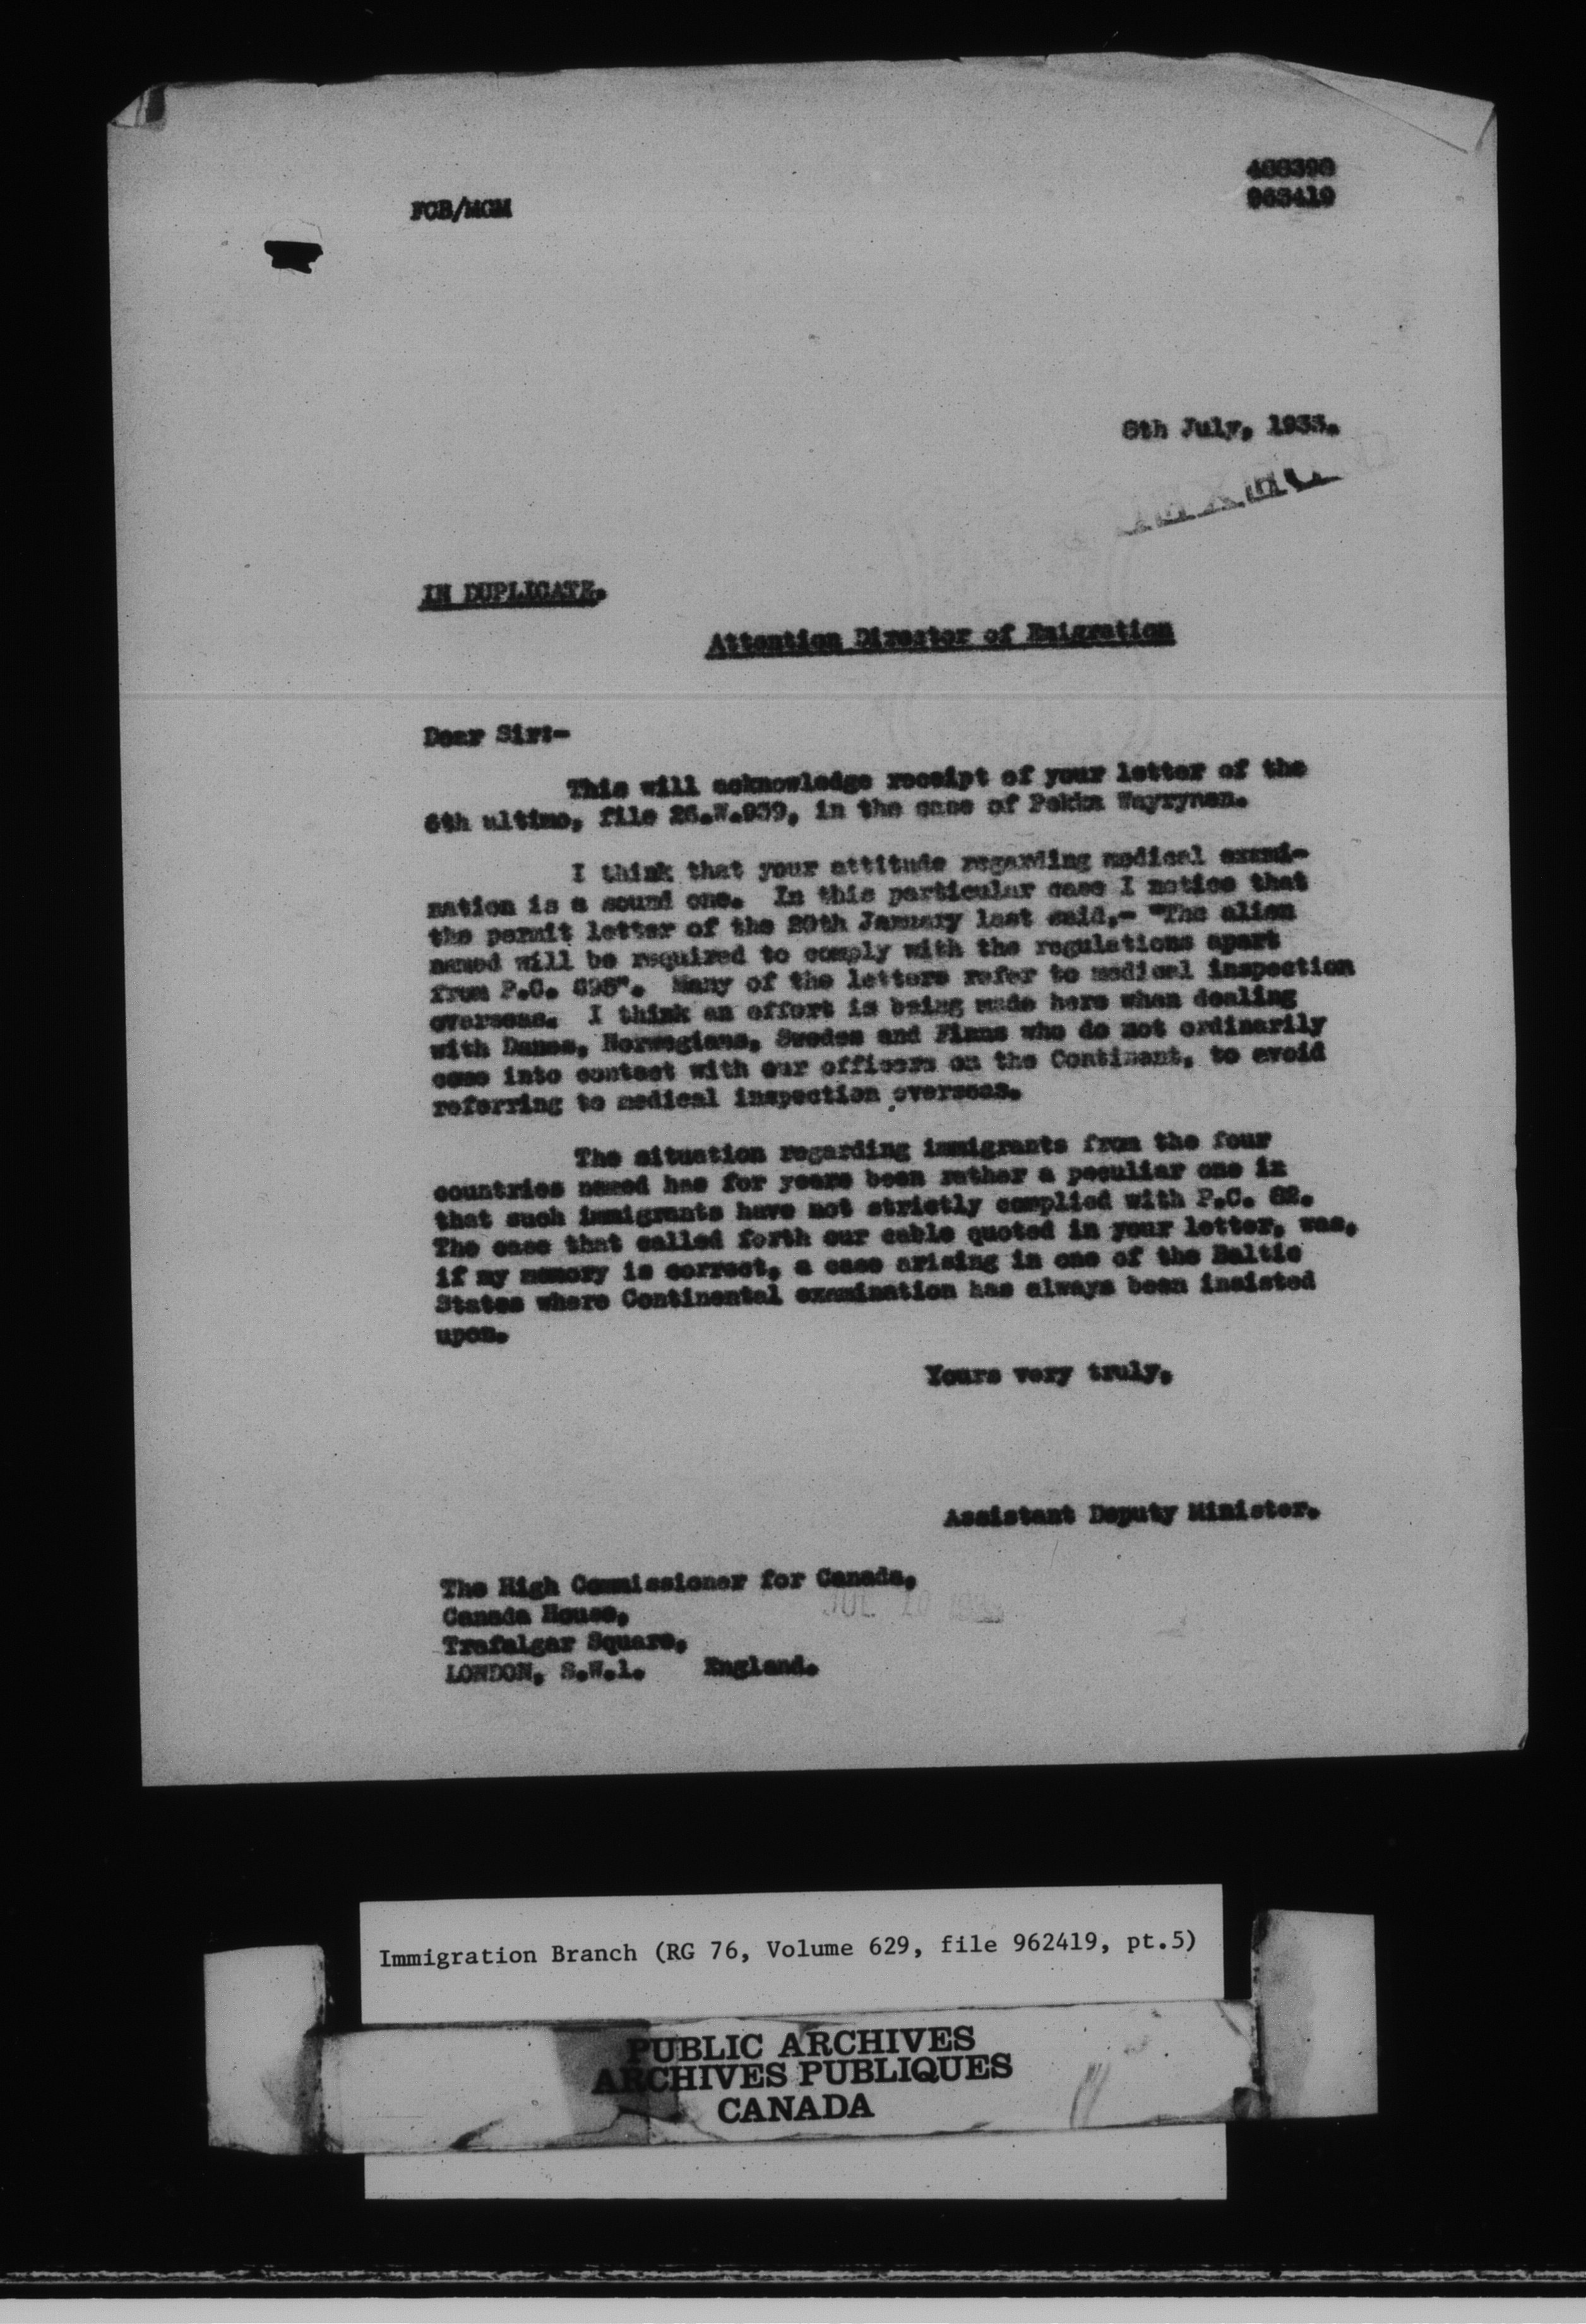 FCB/MGM
488390
963419
8th July, 1933.
IN DUPLICATE.
Attention Director of Emigration
Dear Sir:-
This will acknowledge receipt of your letter of the
6th ultimo, file 26.W.939, in the case of Pekka Wayrynen.
I think that your attitude regarding medical exami-
nation is a sound one. In this particular case I notice that
the permit letter of the 20th January last said,- "The alien
named will be required to comply with the regulations apart
from P.C. 695". Many of the letters refer to medical inspection
overseas. I think an effort is being made here when dealing
with Danes, Norwegians, Swedes and Finns who do not ordinarily
come into contact with our officers on the Continent, to avoid
referring to medical inspection overseas.
The situation regarding immigrants from the four
countries named has for years been rather a peculiar one in
that such immigrants have not strictly complied with P.C. 82.
The case that called forth our cable quoted in your letter, was,
if my memory is correct, a case arising in one of the Baltic
States where Continental examination has always been insisted
upon.
Yours very truly,
Assistant Deputy Minister.
The High Commissioner for Canada,
Canada House,
Trafalgar Square,
LONDON, S.W.1. England.
Immigration Branch (RG 76, Volume 629, file 962419, pt.5)
PUBLIC ARCHIVES
ARCHIVES PUBLIQUES
CANADA